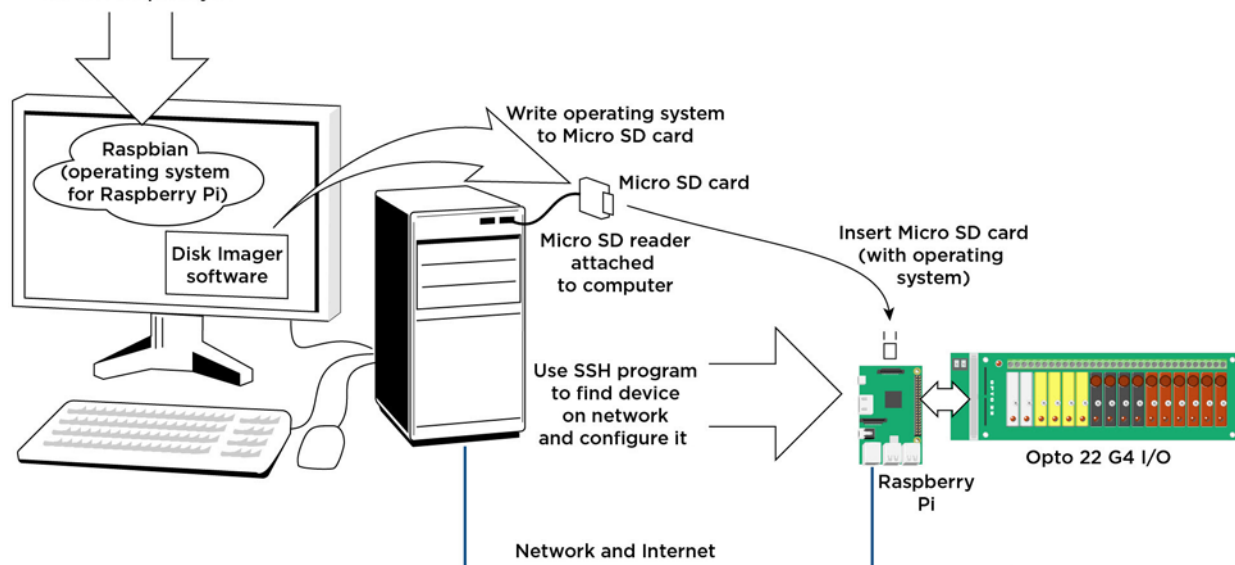 Write operating system
to Micro SD card
Raspbian
(operating system
for Raspberry Pi)
Micro SD card
Disk Imager
software
Micro SD reader
attached
to computer
Insert Micro SD card
(with operating
system)
Use SSH program
to find device
on network
and configure it
Opto 22 G4 I/O
Raspberry
Pi
Network and Internet